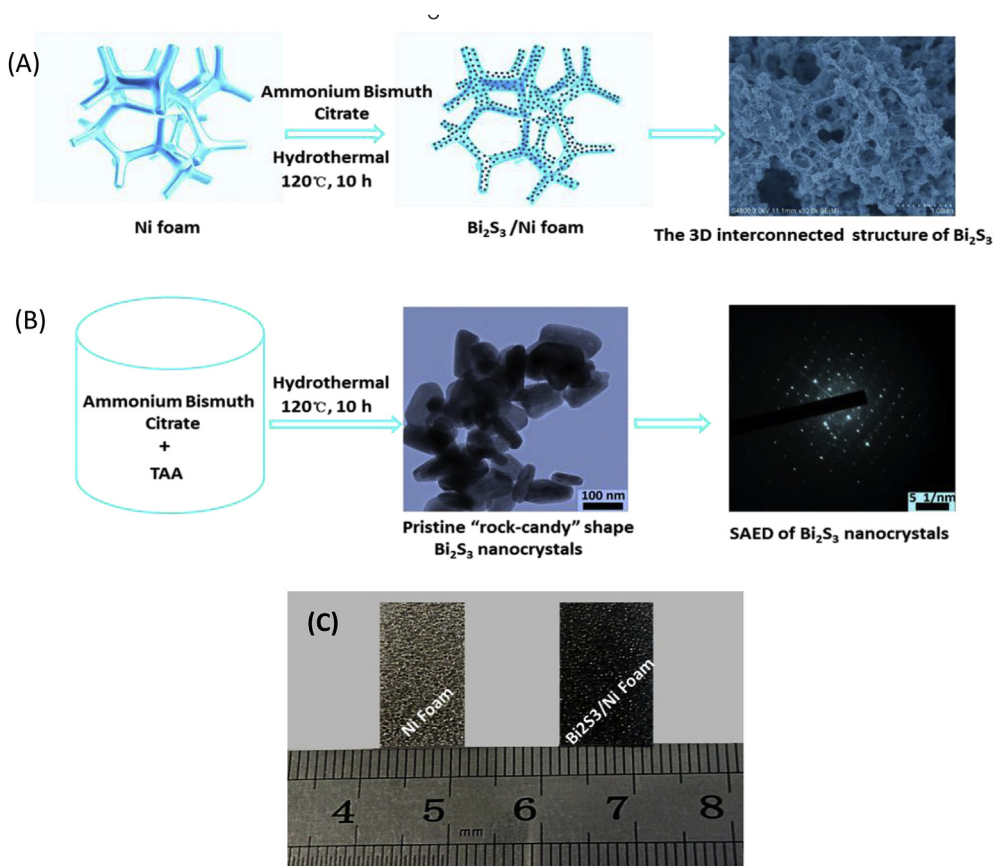 (A)
Ammonium Bismuth
Citrate
Hydrothermal
120℃, 10 h
Ni foam
Bi₂S₃ /Ni foam
1.00um
The 3D interconnected structure of Bi₂S₃
(B)
Ammonium Bismuth
Citrate
+
TAA
Hydrothermal
120℃, 10 h
100 nm
Pristine “rock-candy” shape
Bi₂S₃ nanocrystals
5 1/nm
SAED of Bi₂S₃ nanocrystals
(C)
Ni Foam
Bi2S3/Ni Foam
4 5 6 7 8
mm